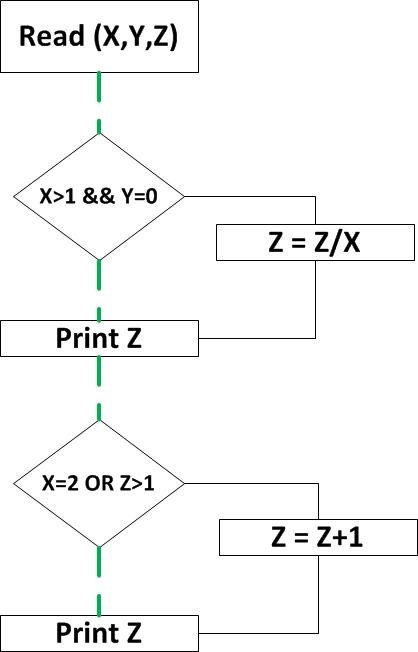 Read (X,Y,Z)
X>1 && Y=0
Z = Z/X
Print Z
X=2 OR Z>1
Z = Z+1
Print Z